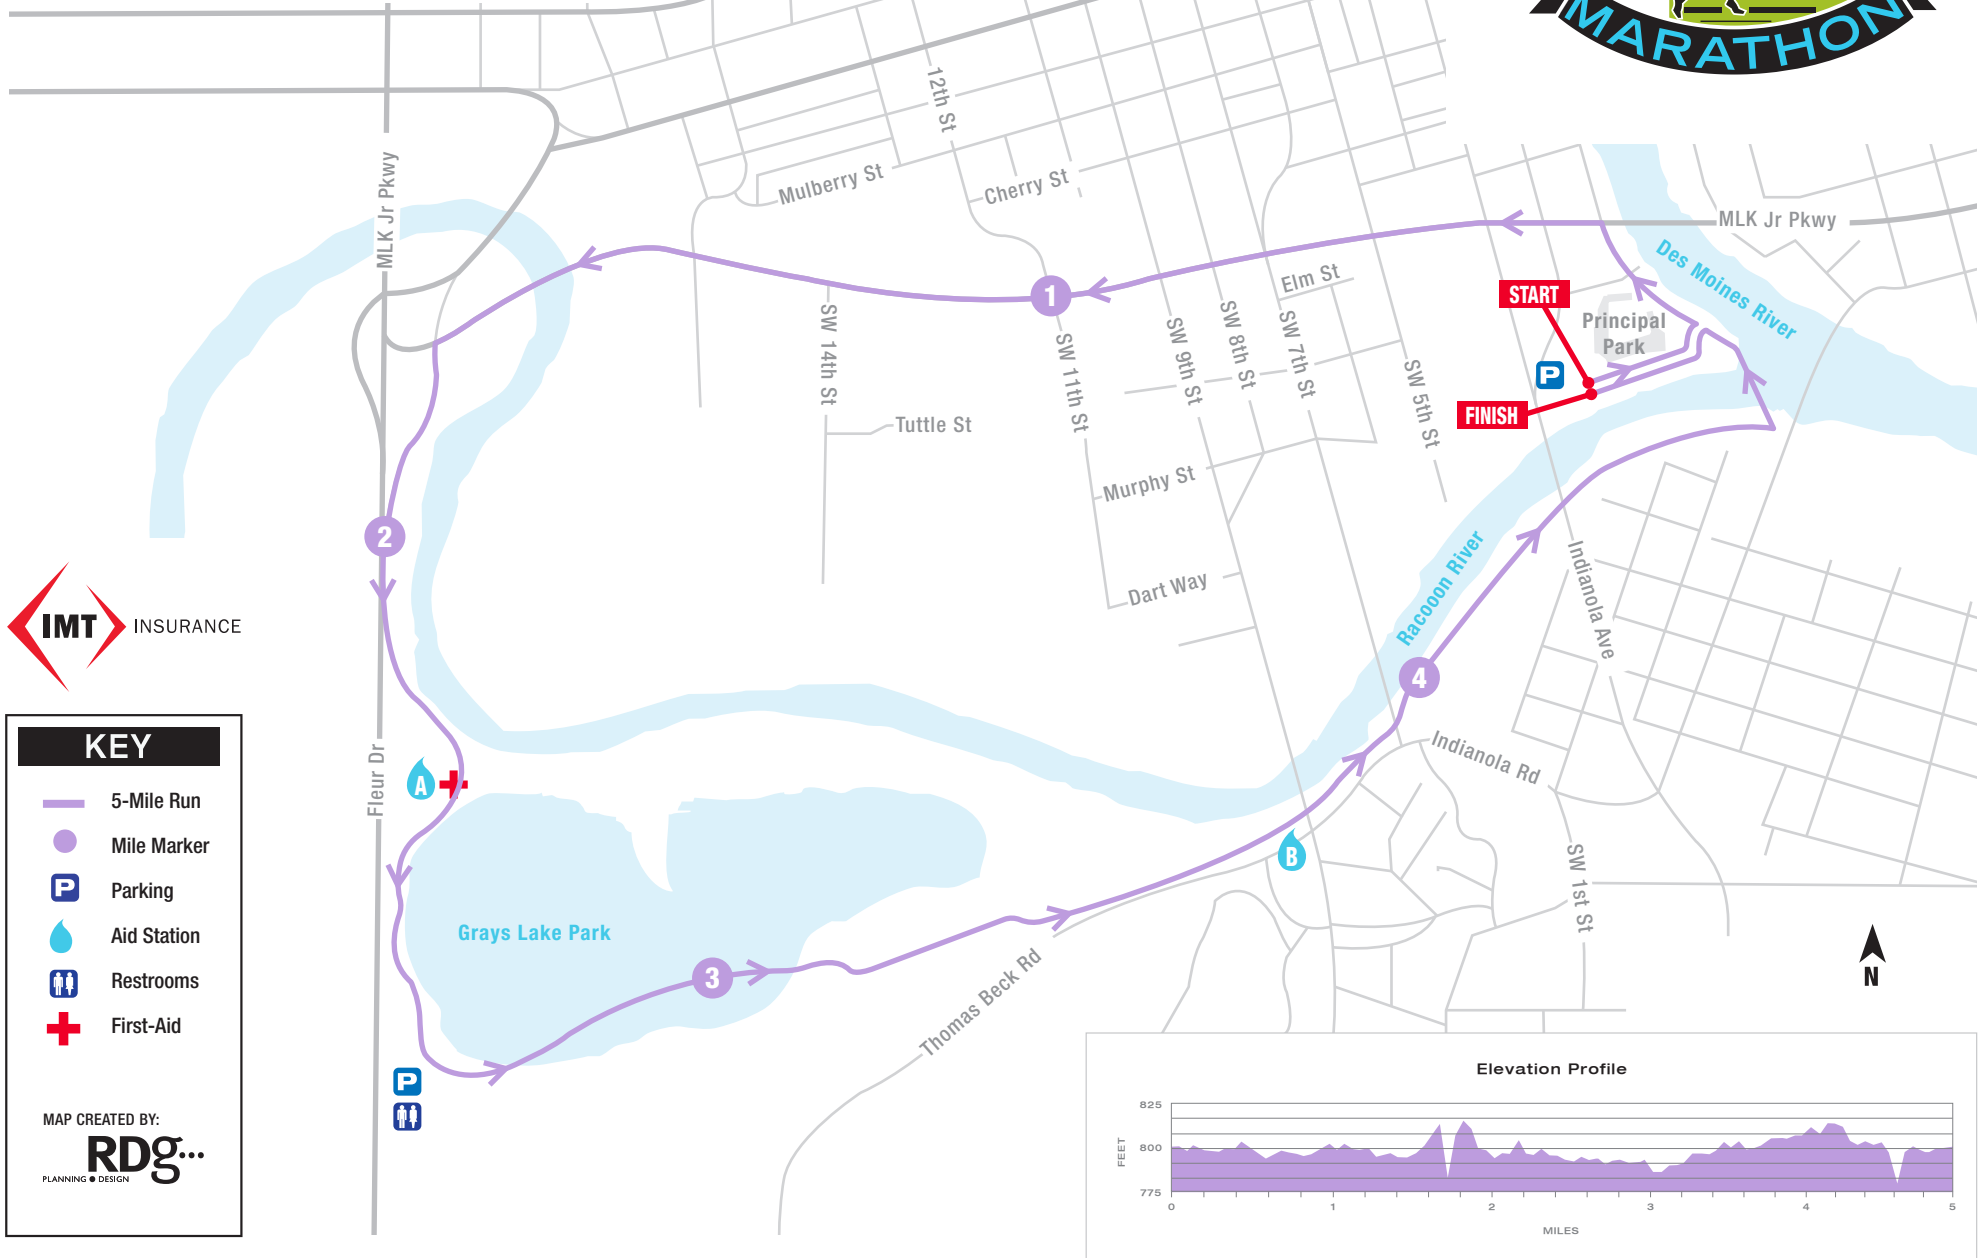 MARATHON
12th St
MLK Jr Pkwy
Mulberry St
Cherry St
MLK Jr Pkwy
Des Moines River
Elm St
START
Principal
Park
1
P
FINISH
SW 14th St
SW 11th St
SW 9th St
SW 8th St
SW 7th St
SW 5th St
Tuttle St
Murphy St
2
Dart Way
Raccoon River
Indianola Ave
IMT INSURANCE
4
KEY
5-Mile Run
Mile Marker
P Parking
Aid Station
Restrooms
First-Aid
MAP CREATED BY:
RDg...
PLANNING • DESIGN
Fleur Dr
A
Indianola Rd
B
SW 1st St
Grays Lake Park
3
Thomas Beck Rd
N
P
Elevation Profile
825
800
775
FEET
0 1 2 3 4 5
MILES